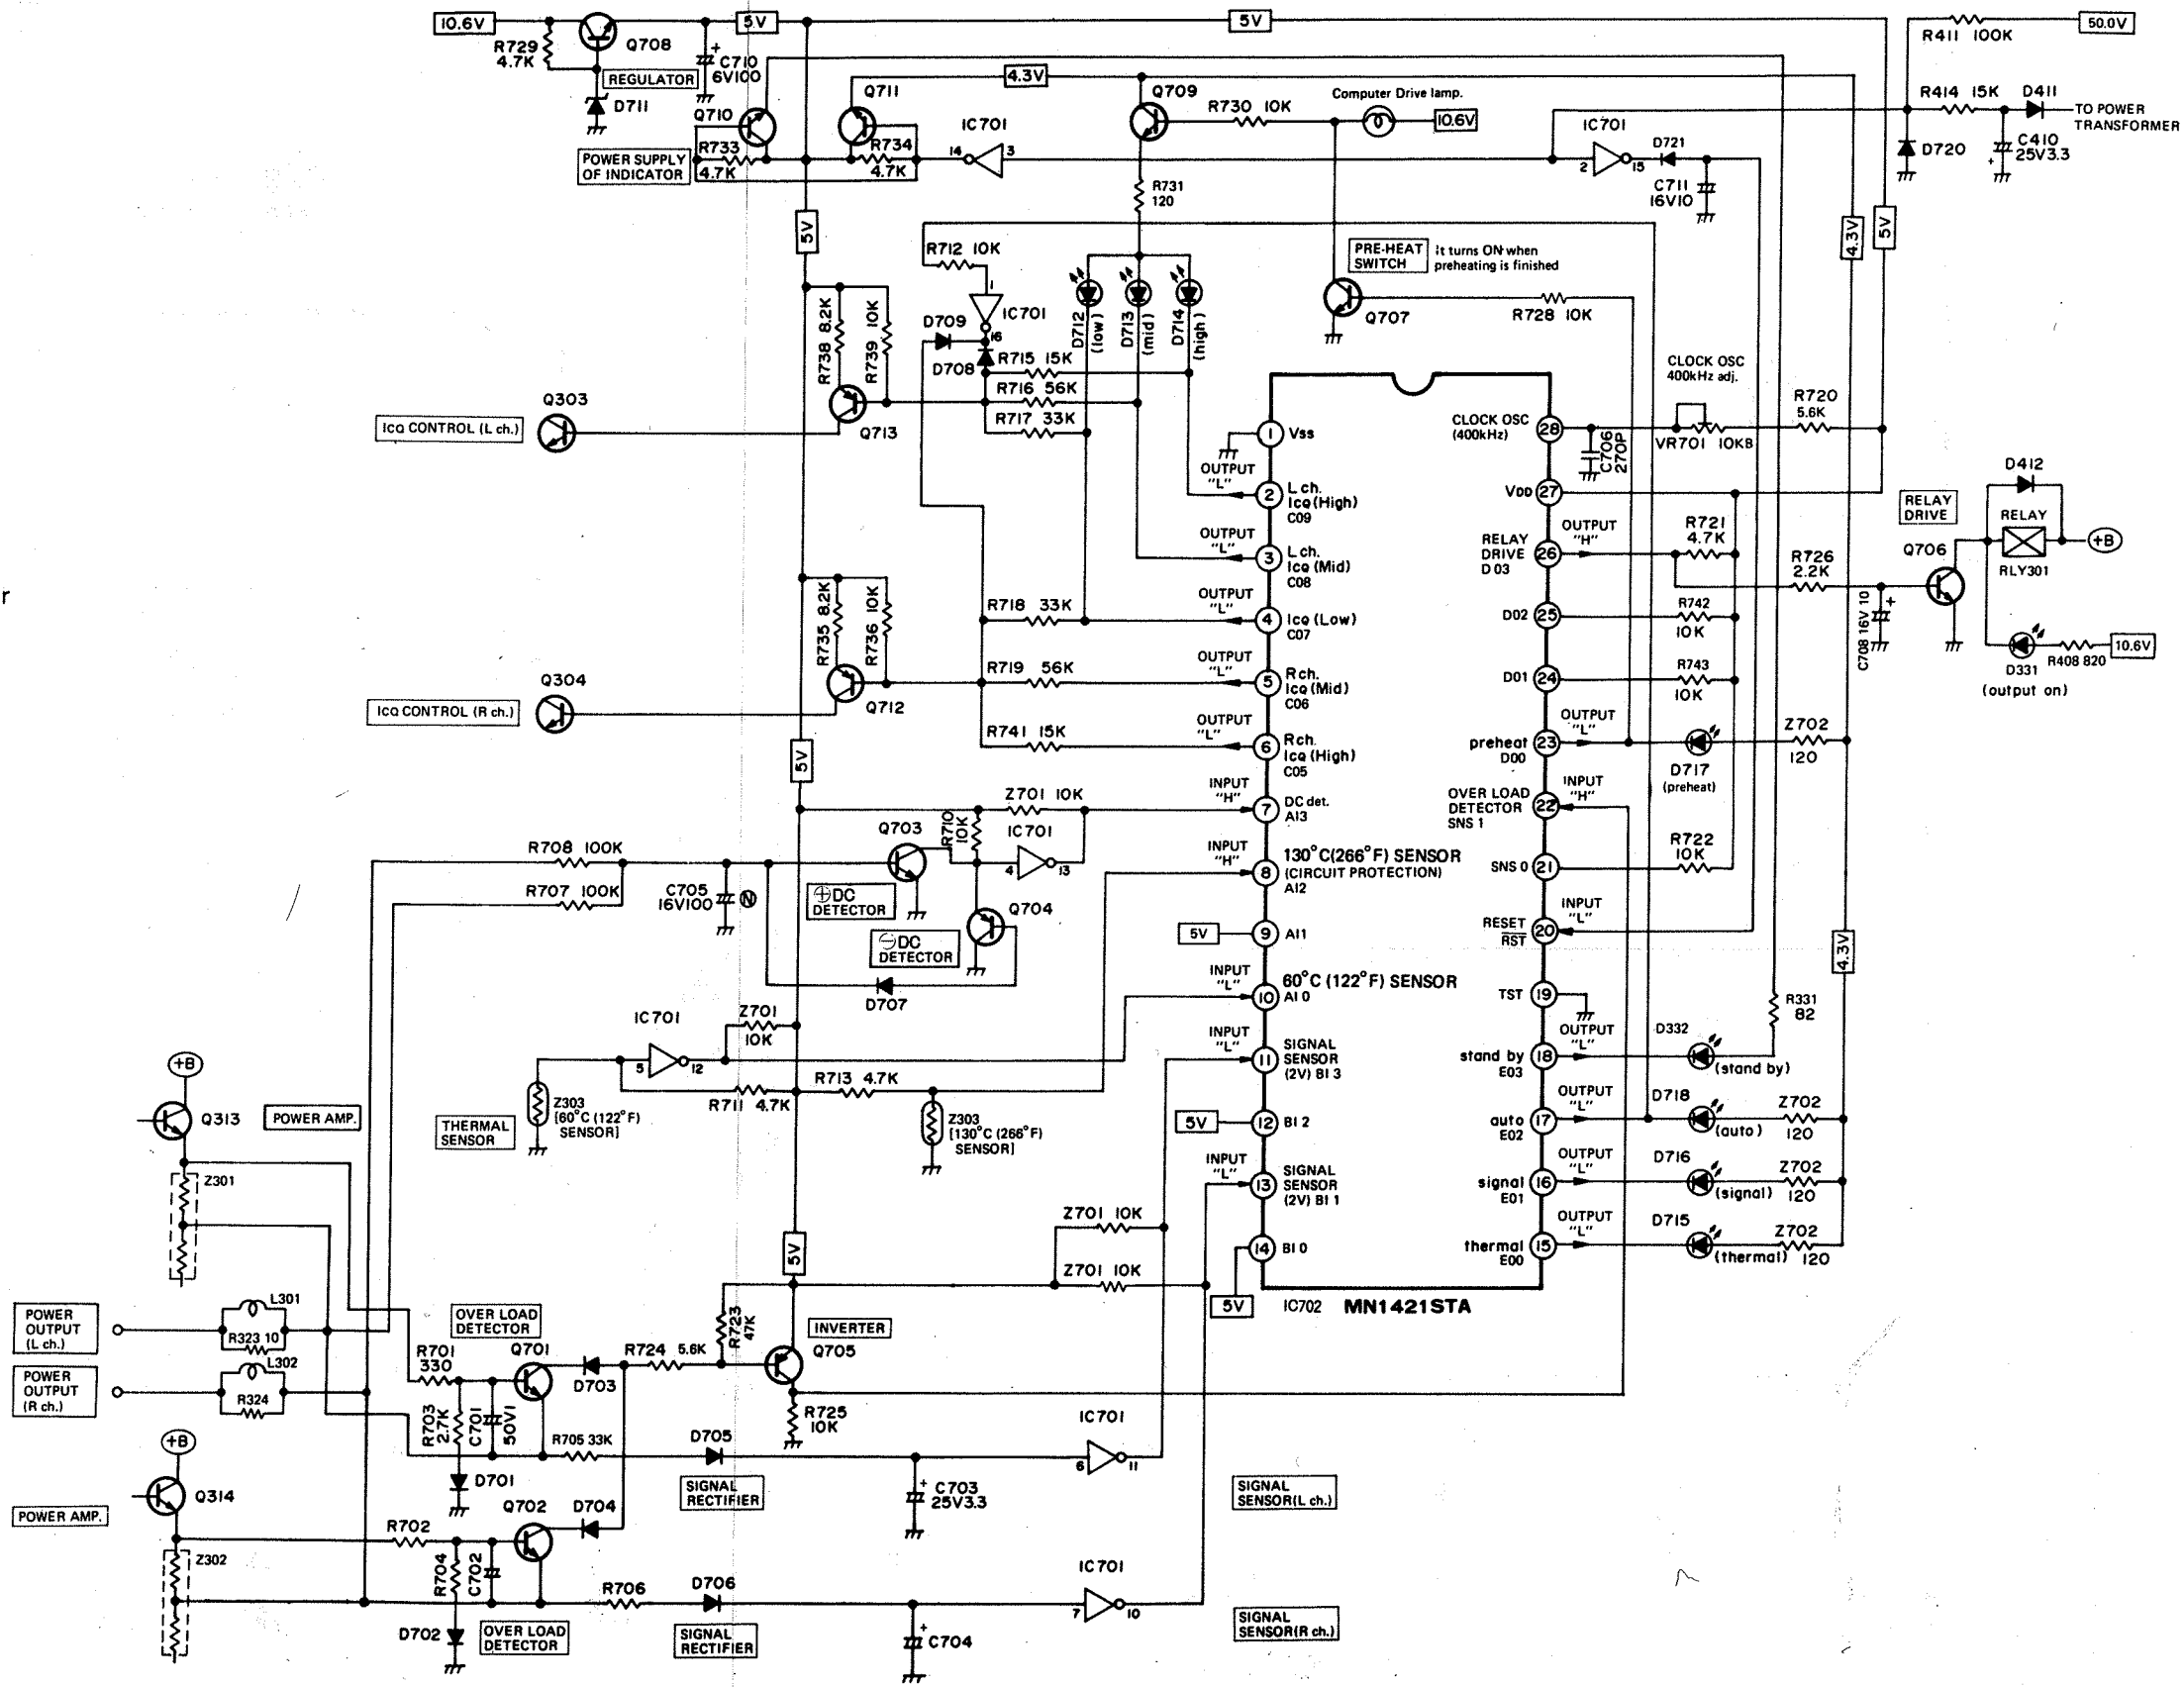 10.6V
R729
4.7K
Q708
REGULATOR
D711
+
C710
6V100
5V
5V
R411 100K
50.0V
Q710
Q711
4.3V
Q709
R730 10K
Computer Drive lamp.
10.6V
R414 15K
D411
TO POWER
TRANSFORMER
C410
25V3.3
+
D720
POWER SUPPLY
OF INDICATOR
R733
4.7K
R734
4.7K
IC701
14
3
IC701
2
15
D721
C711
16V10
R731
120
5V
4.3V
5V
R712 10K
1
IC701
16
D709
D708
D712
(low)
D713
(mid)
D714
(high)
PRE-HEAT
SWITCH
it turns ON when
preheating is finished
Q707
R728 10K
R738 8.2K
R739 10K
R715 15K
R716 56K
R717 33K
Q303
ICQ CONTROL (L ch.)
Q713
CLOCK OSC
400kHz adj.
R720
5.6K
VR701 10KB
C706
270P
CLOCK OSC
(400kHz)
28
1
Vss
OUTPUT
"L"
2
L ch.
ICQ (High)
C09
VDD
27
OUTPUT
"L"
3
L ch.
ICQ (Mid)
C08
RELAY
DRIVE
D03
26
OUTPUT
"H"
R721
4.7K
R726
2.2K
RELAY
DRIVE
Q706
D412
RELAY
RLY301
+B
C708 16V 10
+
D331
(output on)
R408 820
10.6V
R735 8.2K
R736 10K
R718 33K
OUTPUT
"L"
4
ICQ (Low)
C07
D02
25
R742
10K
R719 56K
OUTPUT
"L"
5
R ch.
ICQ (Mid)
C06
D01
24
R743
10K
Q304
ICQ CONTROL (R ch.)
Q712
R741 15K
OUTPUT
"L"
6
R ch.
ICQ (High)
C05
preheat
D00
23
OUTPUT
"L"
D717
(preheat)
Z702
120
5V
Z701 10K
INPUT
"H"
7
DC det.
AI3
OVER LOAD
DETECTOR
SNS 1
22
INPUT
"H"
R708 100K
R707 100K
C705
16V100
N
Q703
R710
10K
IC701
4
13
⊕DC
DETECTOR
Q704
⊖DC
DETECTOR
D707
INPUT
"H"
8
130°C(266°F) SENSOR
(CIRCUIT PROTECTION)
AI2
SNS 0
21
R722
10K
5V
9
AI1
RESET
RST
20
INPUT
"L"
INPUT
"L"
10
60°C (122°F) SENSOR
AI 0
TST
19
R331
82
IC701
5
12
Z701
10K
INPUT
"L"
11
SIGNAL
SENSOR
(2V) BI 3
stand by
E03
18
OUTPUT
"L"
D332
(stand by)
4.3V
R711 4.7K
R713 4.7K
THERMAL
SENSOR
Z303
[60°C (122°F)
SENSOR]
Z303
[130°C (266°F)
SENSOR]
5V
12
BI 2
auto
E02
17
OUTPUT
"L"
D718
(auto)
Z702
120
INPUT
"L"
13
SIGNAL
SENSOR
(2V) BI 1
signal
E01
16
OUTPUT
"L"
D716
(signal)
Z702
120
14
BI 0
5V
thermal
E00
15
OUTPUT
"L"
D715
(thermal)
Z702
120
IC702 MN1421STA
+B
Q313
POWER AMP.
Z301
5V
Z701 10K
Z701 10K
POWER
OUTPUT
(L ch.)
L301
R323 10
POWER
OUTPUT
(R ch.)
L302
R324
OVER LOAD
DETECTOR
R701
330
Q701
D703
R724 5.6K
R723
47K
INVERTER
Q705
R725
10K
R703
2.7K
C701
50V1
R705 33K
D701
D705
SIGNAL
RECTIFIER
+
C703
25V3.3
IC701
6
11
SIGNAL
SENSOR(L ch.)
+B
Q314
POWER AMP.
Z302
R702
Q702
D704
R704
C702
D702
OVER LOAD
DETECTOR
R706
D706
SIGNAL
RECTIFIER
+
C704
IC701
7
10
SIGNAL
SENSOR(R ch.)
r